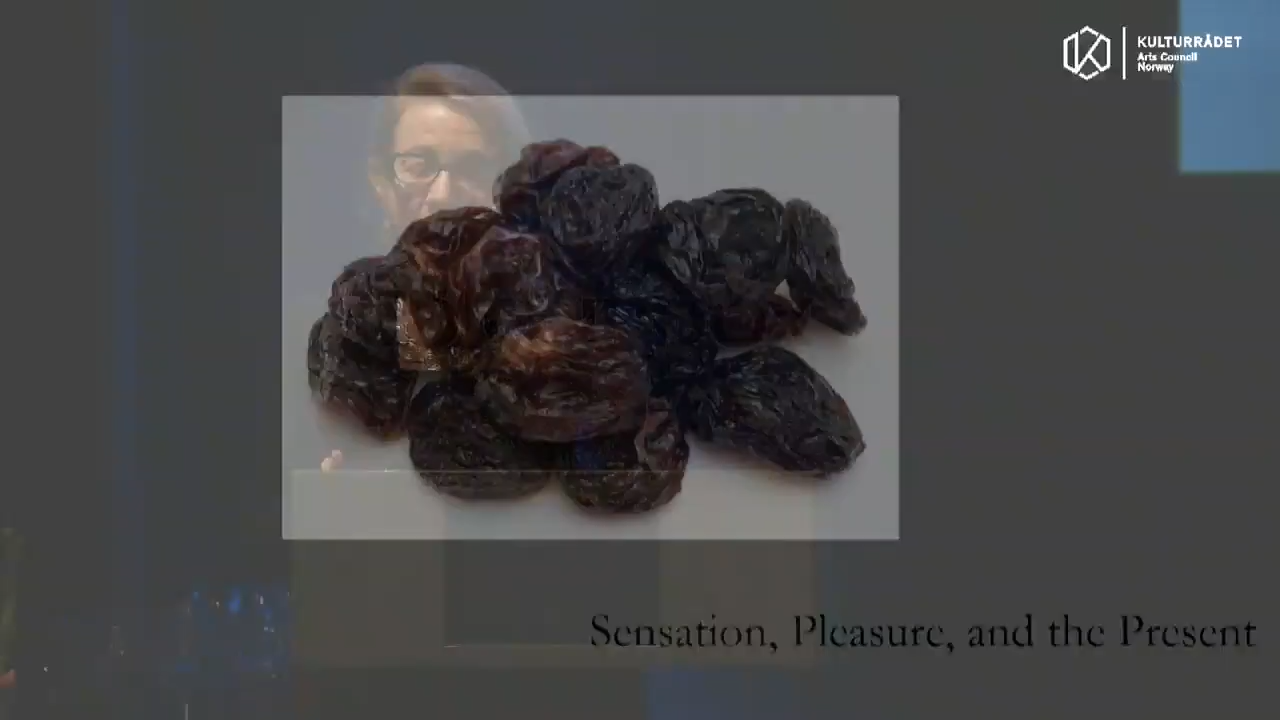 KULTURRÅDET
Arts Council
Norway
Sensation, Pleasure, and the Present